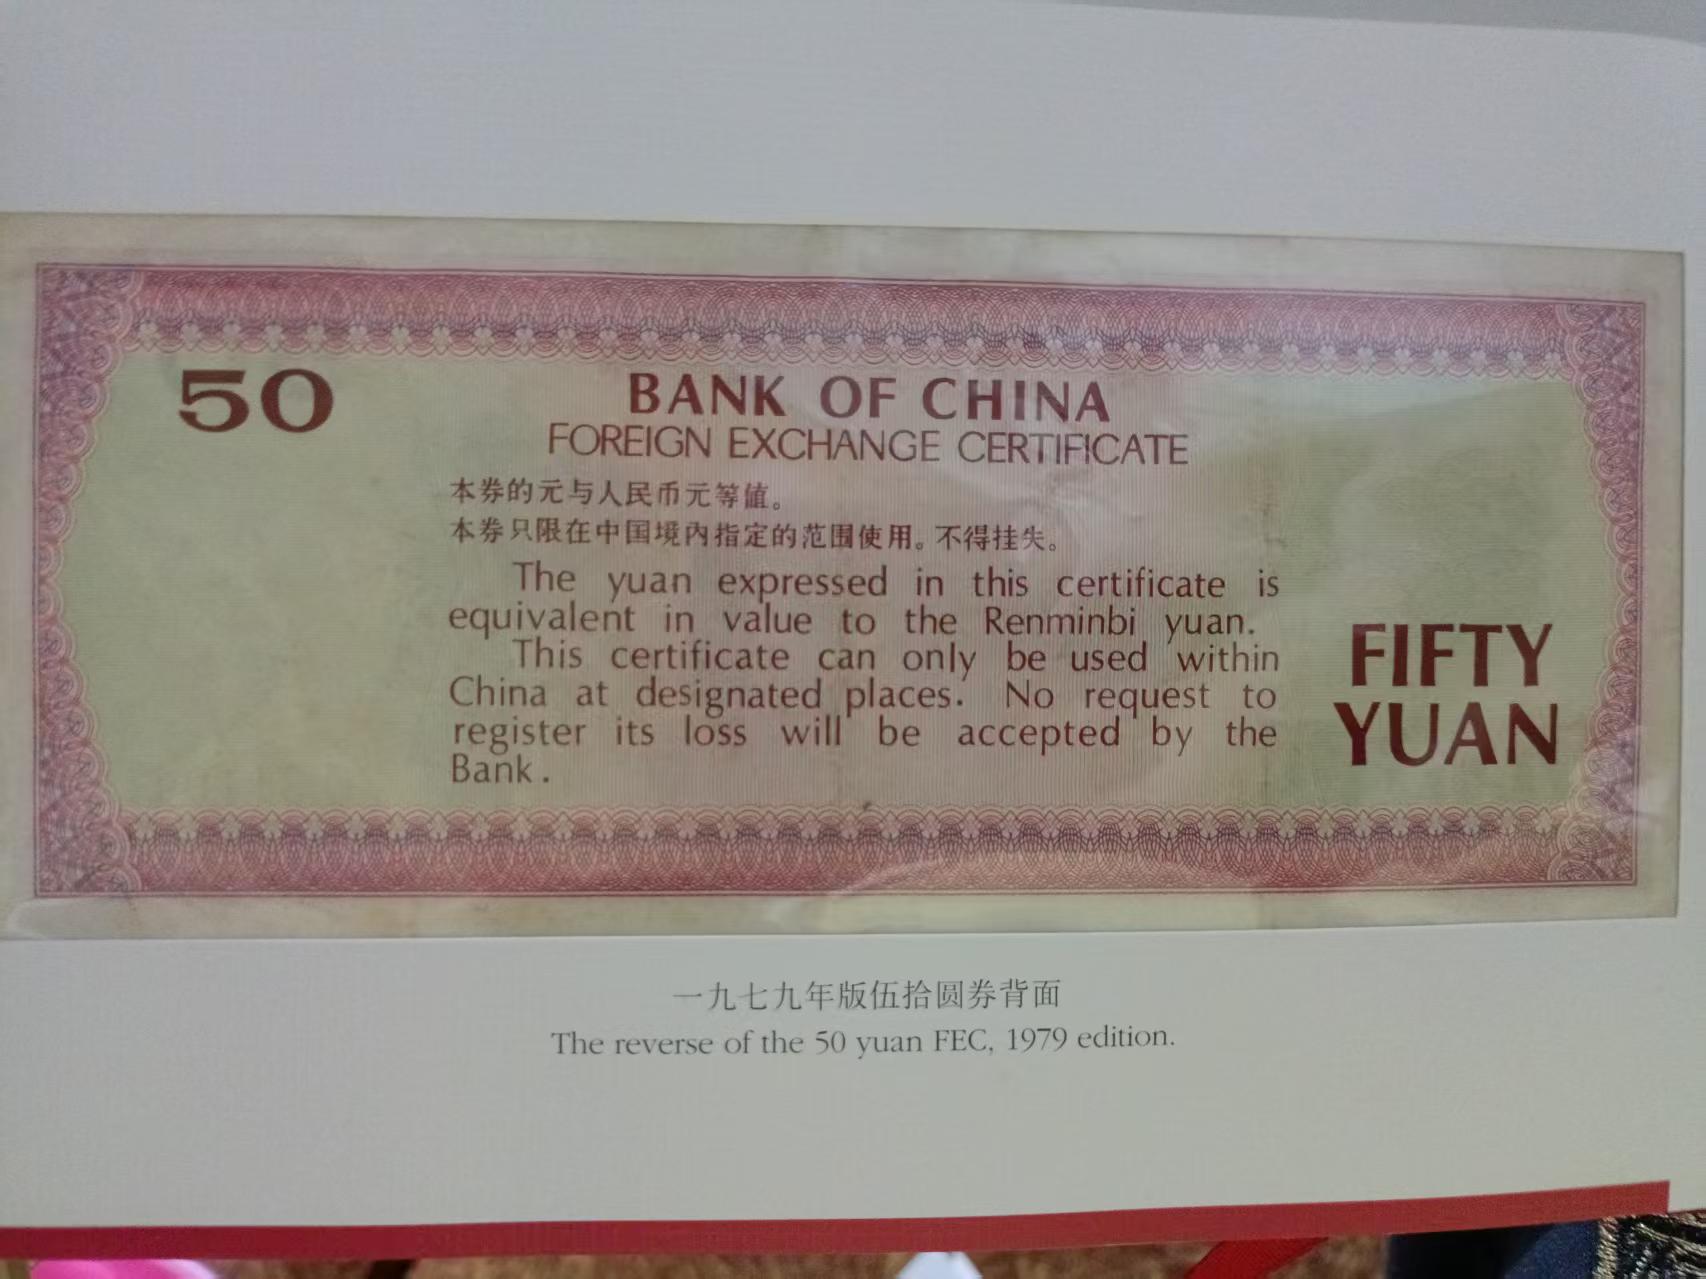 50
BANK OF CHINA
FOREIGN EXCHANGE CERTIFICATE
本券的元与人民币元等值。
本券只限在中国境内指定的范围使用。不得挂失。
The yuan expressed in this certificate is
equivalent in value to the Renminbi yuan.
This certificate can only be used within
China at designated places. No request to
register its loss will be accepted by the
Bank.
FIFTY
YUAN
一九七九年版伍拾圆券背面
The reverse of the 50 yuan FEC, 1979 edition.